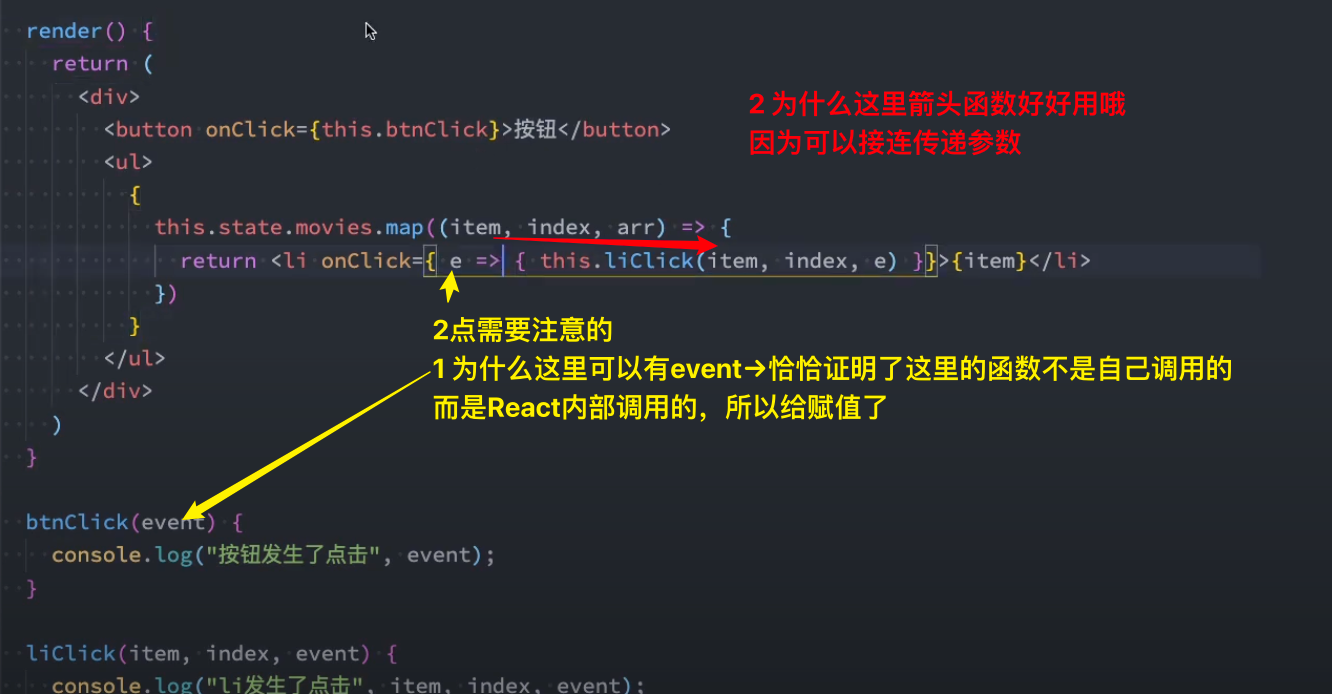 render() {
return (
<div>
<button onClick={this.btnClick}>按钮</button>
<ul>
{
this.state.movies.map((item, index, arr) => {
return <li onClick={ e => { this.liClick(item, index, e) }}>{item}</li>
})
}
</ul>
</div>
)
}
2 为什么这里箭头函数好好用哦
因为可以接连传递参数
2点需要注意的
1 为什么这里可以有event→恰恰证明了这里的函数不是自己调用的
而是React内部调用的，所以给赋值了
btnClick(event) {
console.log("按钮发生了点击", event);
}
liClick(item, index, event) {
console.log("li发生了点击", item, index, event);